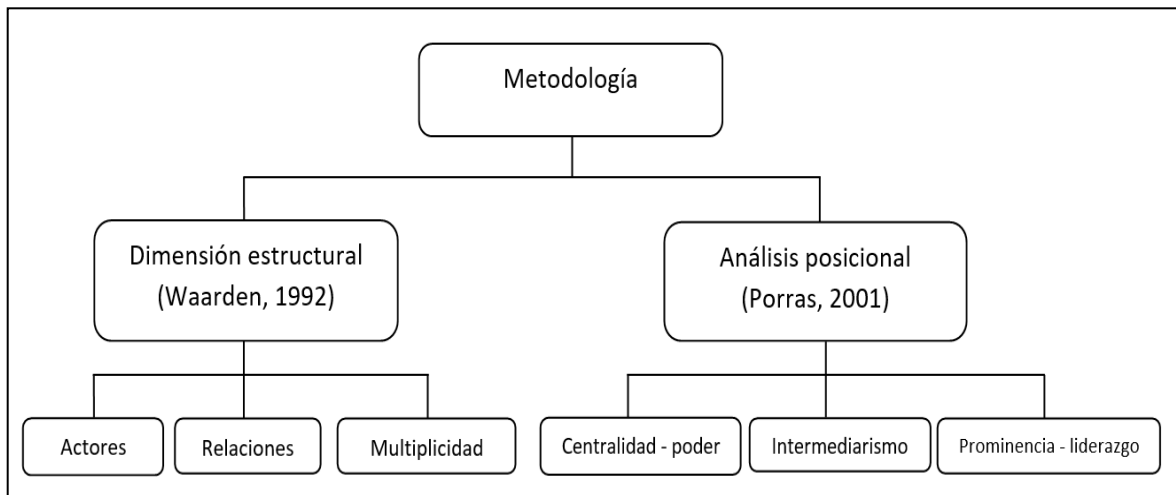 Metodología
Dimensión estructural
(Waarden, 1992)
Análisis posicional
(Porras, 2001)
Actores
Relaciones
Multiplicidad
Centralidad - poder
Intermediarismo
Prominencia - liderazgo